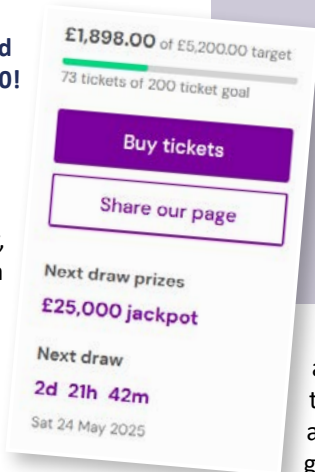 d
0!
£1,898.00 of £5,200.00 target
73 tickets of 200 ticket goal
Buy tickets
Share our page
,
Next draw prizes
£25,000 jackpot
Next draw
2d 21h 42m
Sat 24 May 2025
a
t
a
g